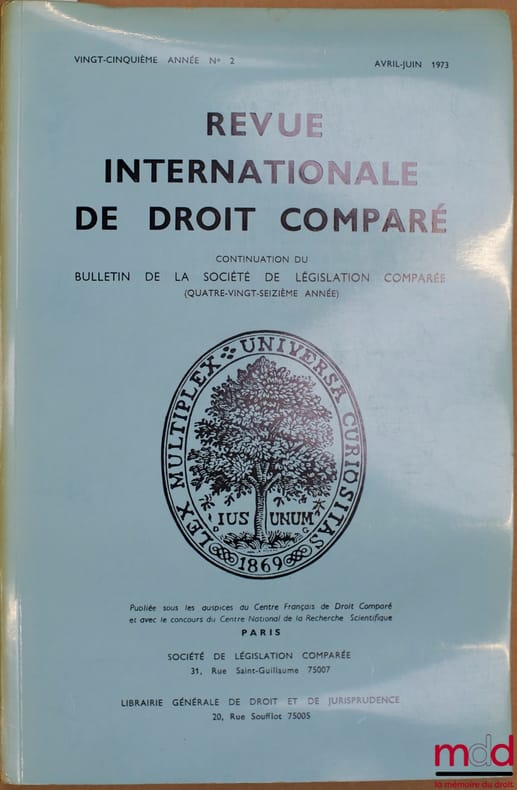 VINGT-CINQUIÈME ANNÉE Nº 2
AVRIL-JUIN 1973
REVUE
INTERNATIONALE
DE DROIT COMPARÉ
CONTINUATION DU
BULLETIN DE LA SOCIÉTÉ DE LÉGISLATION COMPARÉE
(QUATRE-VINGT-SEIZIÈME ANNÉE)
LEX MULTIPLEX UNIVERSA CURIOSITAS
IUS UNUM
D G
1869
Publiée sous les auspices du Centre Français de Droit Comparé
et avec le concours du Centre National de la Recherche Scientifique
PARIS
SOCIÉTÉ DE LÉGISLATION COMPARÉE
31, Rue Saint-Guillaume 75007
LIBRAIRIE GÉNÉRALE DE DROIT ET DE JURISPRUDENCE
20, Rue Soufflot 75005
mdd
la mémoire du droit